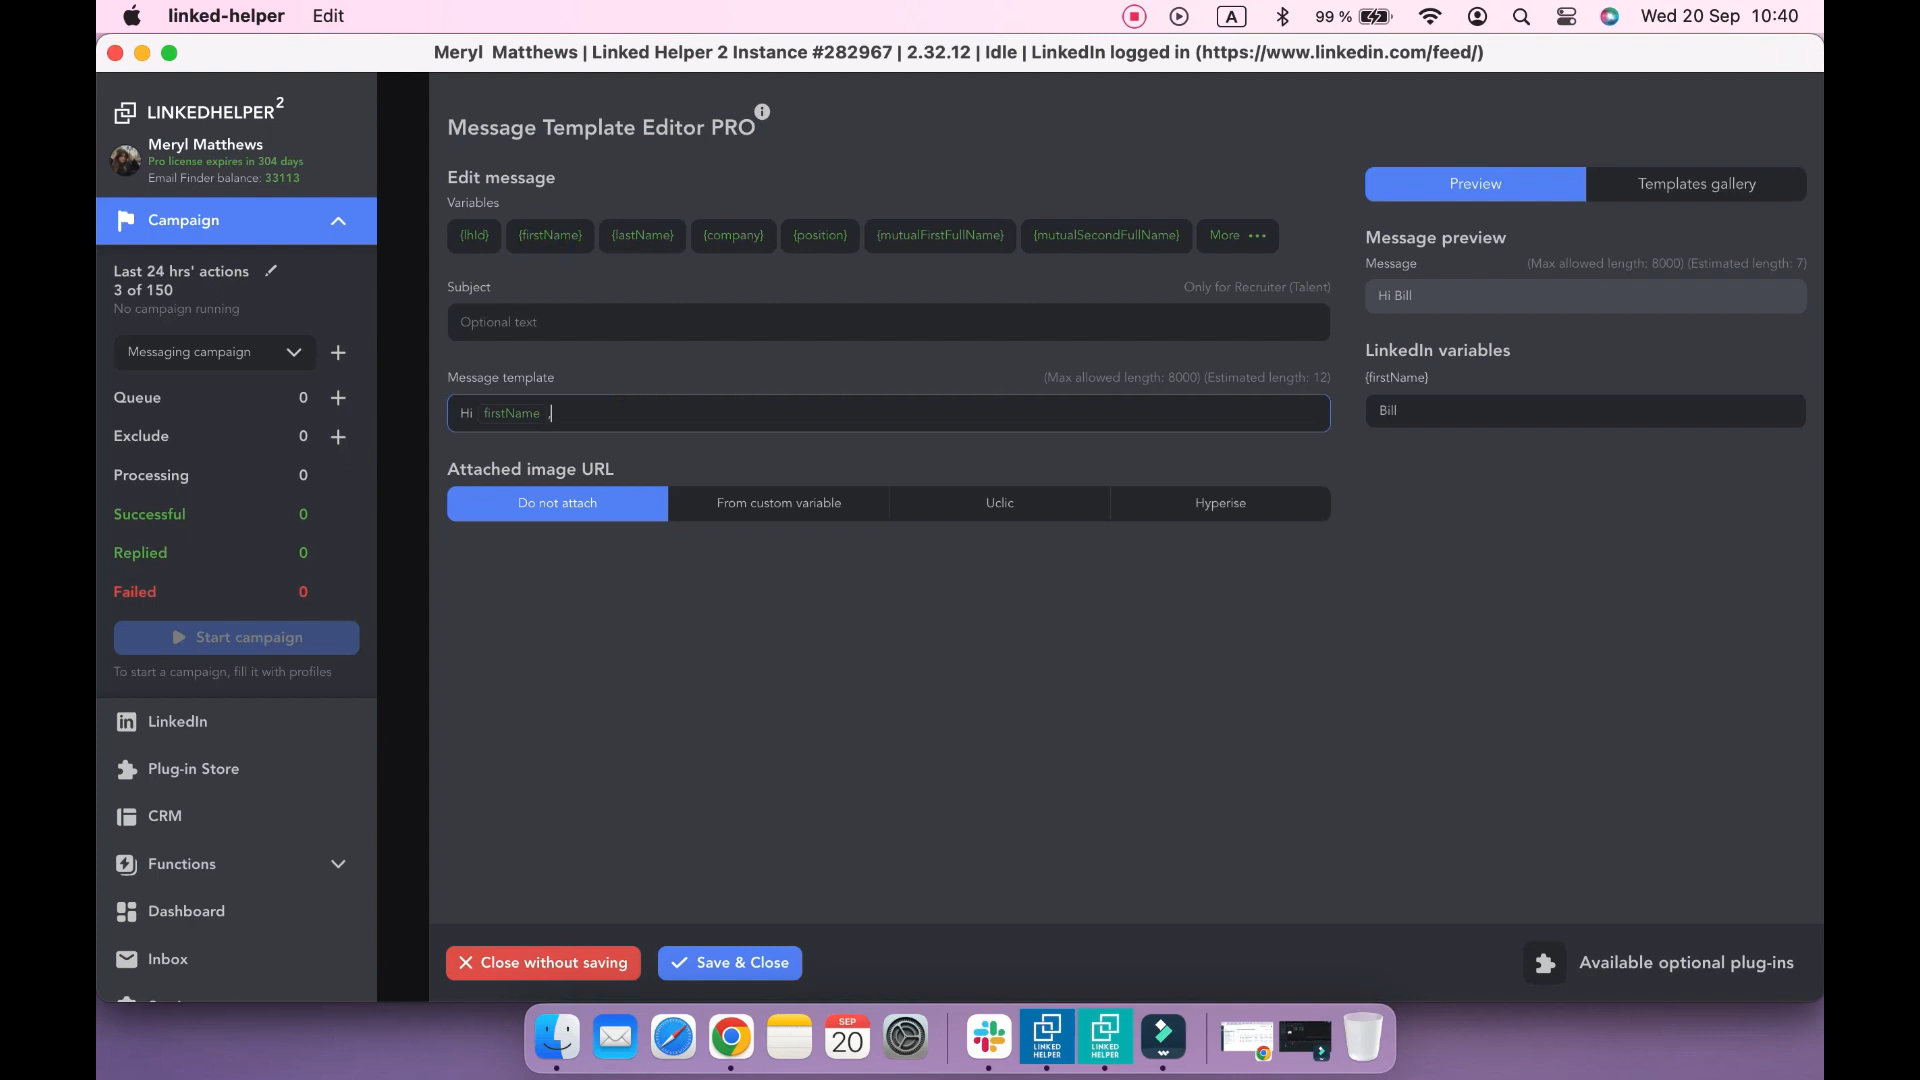 linked-helper Edit A 99 % Wed 20 Sep 10:40
Meryl Matthews | Linked Helper 2 Instance #282967 | 2.32.12 | Idle | LinkedIn logged in (https://www.linkedin.com/feed/)
LINKEDHELPER 2
Meryl Matthews
Pro license expires in 304 days
Email Finder balance: 33113
Campaign
Last 24 hrs' actions
3 of 150
No campaign running
Messaging campaign
Queue 0
Exclude 0
Processing 0
Successful 0
Replied 0
Failed 0
Start campaign
To start a campaign, fill it with profiles
LinkedIn
Plug-in Store
CRM
Functions
Dashboard
Inbox
Message Template Editor PRO
Edit message
Variables
{lhId} {firstName} {lastName} {company} {position} {mutualFirstFullName} {mutualSecondFullName} More •••
Subject Only for Recruiter (Talent)
Optional text
Message template (Max allowed length: 8000) (Estimated length: 12)
Hi firstName ,
Attached image URL
Do not attach From custom variable Uclic Hyperise
Preview Templates gallery
Message preview
Message (Max allowed length: 8000) (Estimated length: 7)
Hi Bill
LinkedIn variables
{firstName}
Bill
Close without saving Save & Close Available optional plug-ins
SEP
20
LINKED
HELPER
LINKED
HELPER